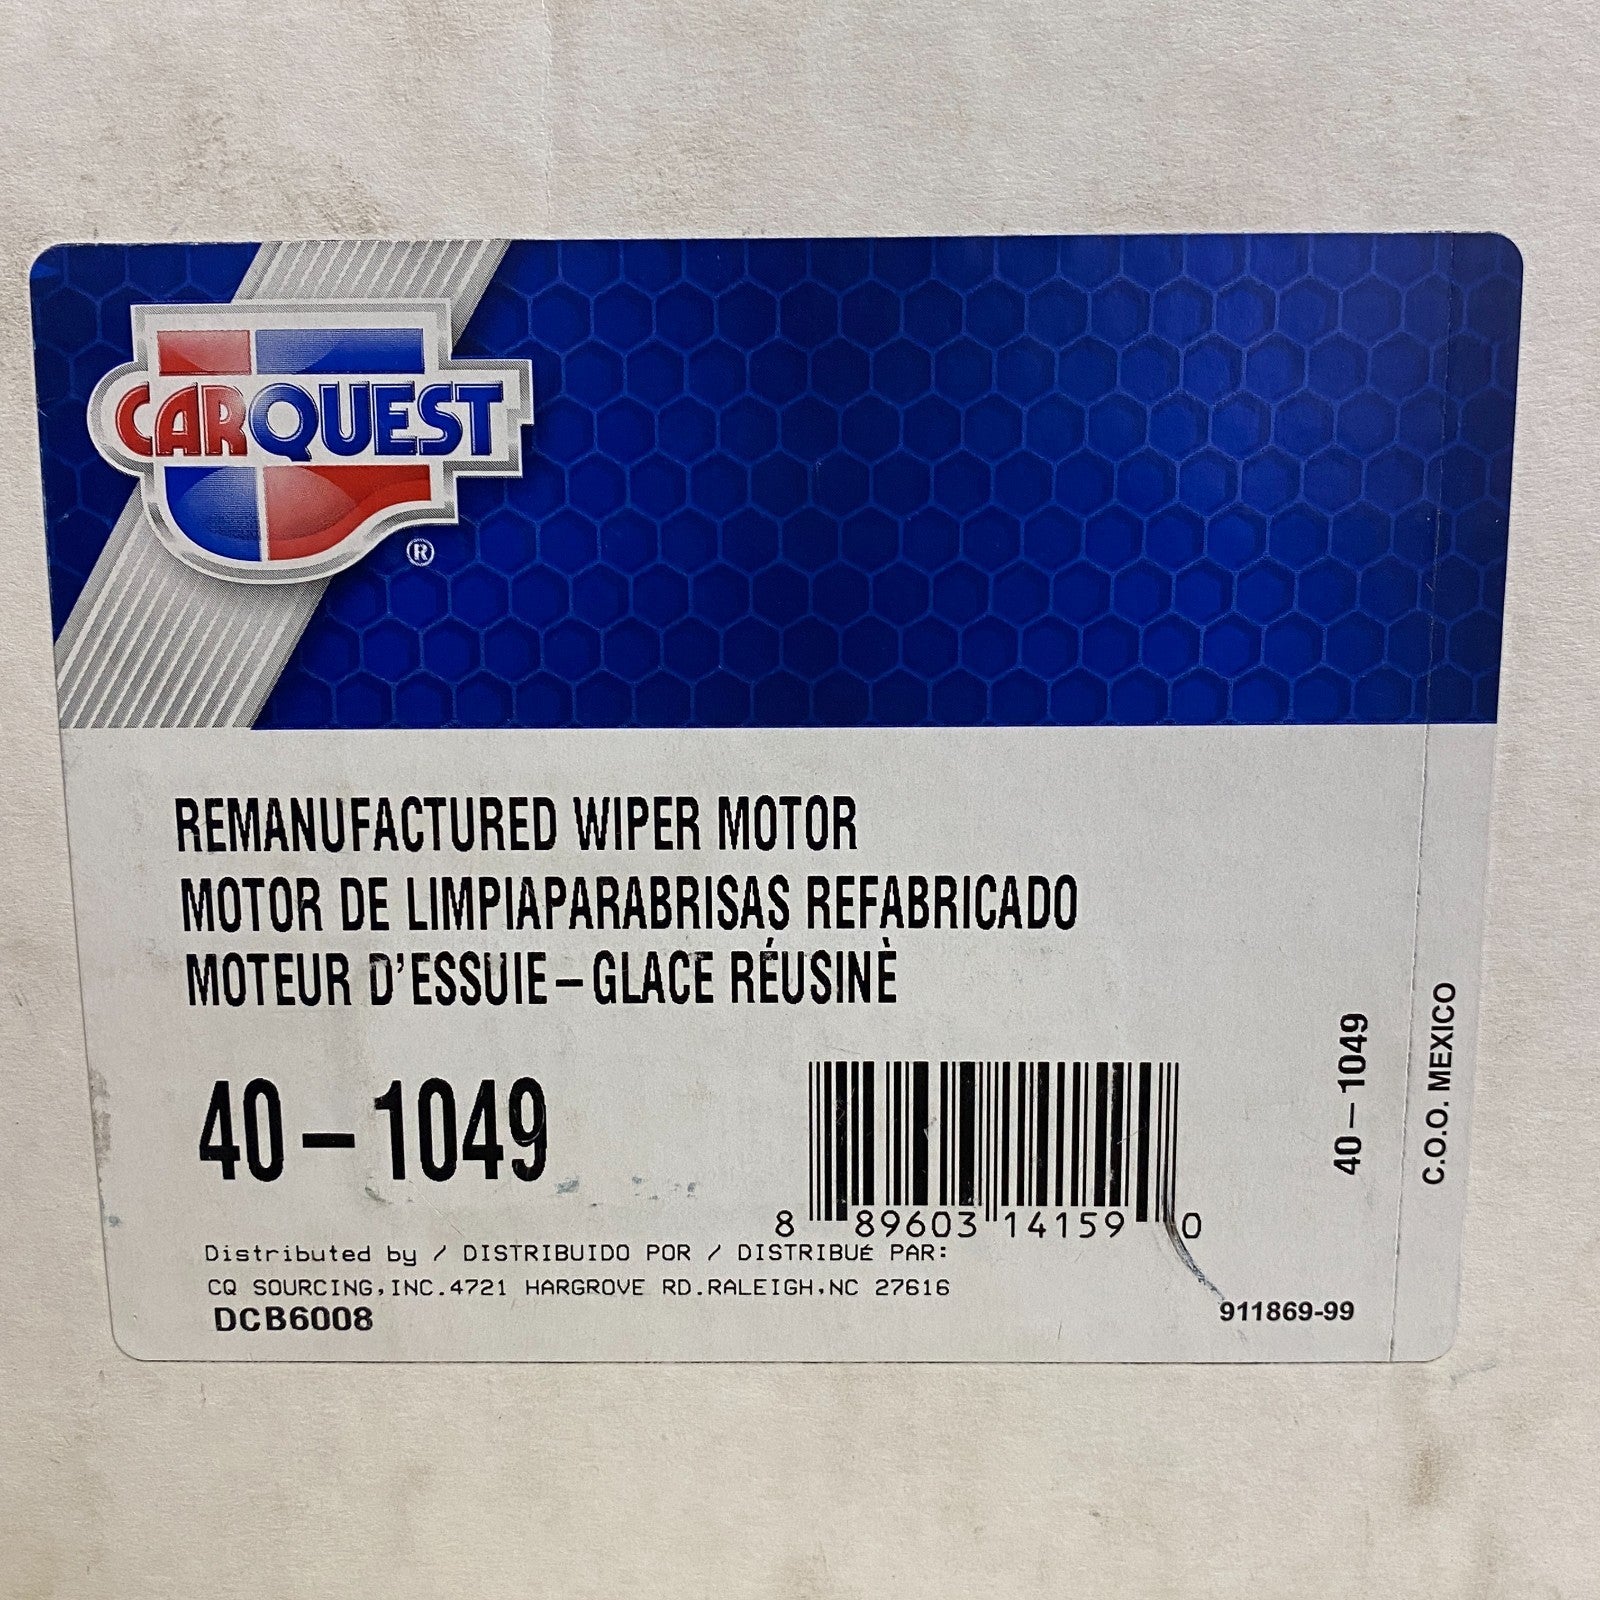 CARQUEST
®
REMANUFACTURED WIPER MOTOR
MOTOR DE LIMPIAPARABRISAS REFABRICADO
MOTEUR D'ESSUIE-GLACE RÉUSINÈ
40-1049
8 89603 14159 0
Distributed by / DISTRIBUIDO POR / DISTRIBUÉ PAR:
CQ SOURCING,INC.4721 HARGROVE RD.RALEIGH,NC 27616
DCB6008
911869-99
40-1049
C.O.O. MEXICO